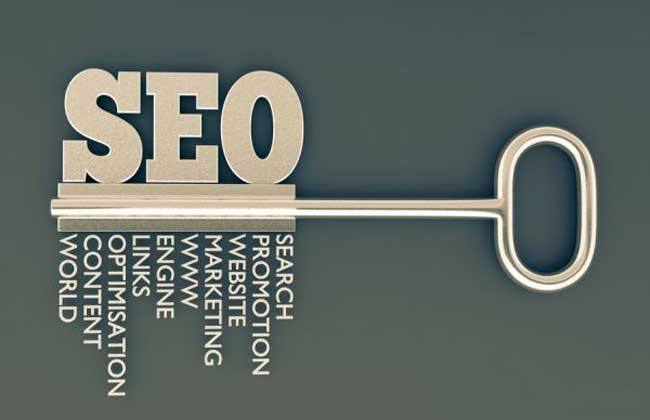 SEO
WORLD
CONTENT
OPTIMISATION
LINKS
ENGINE
WWW
MARKETING
WEBSITE
PROMOTION
SEARCH